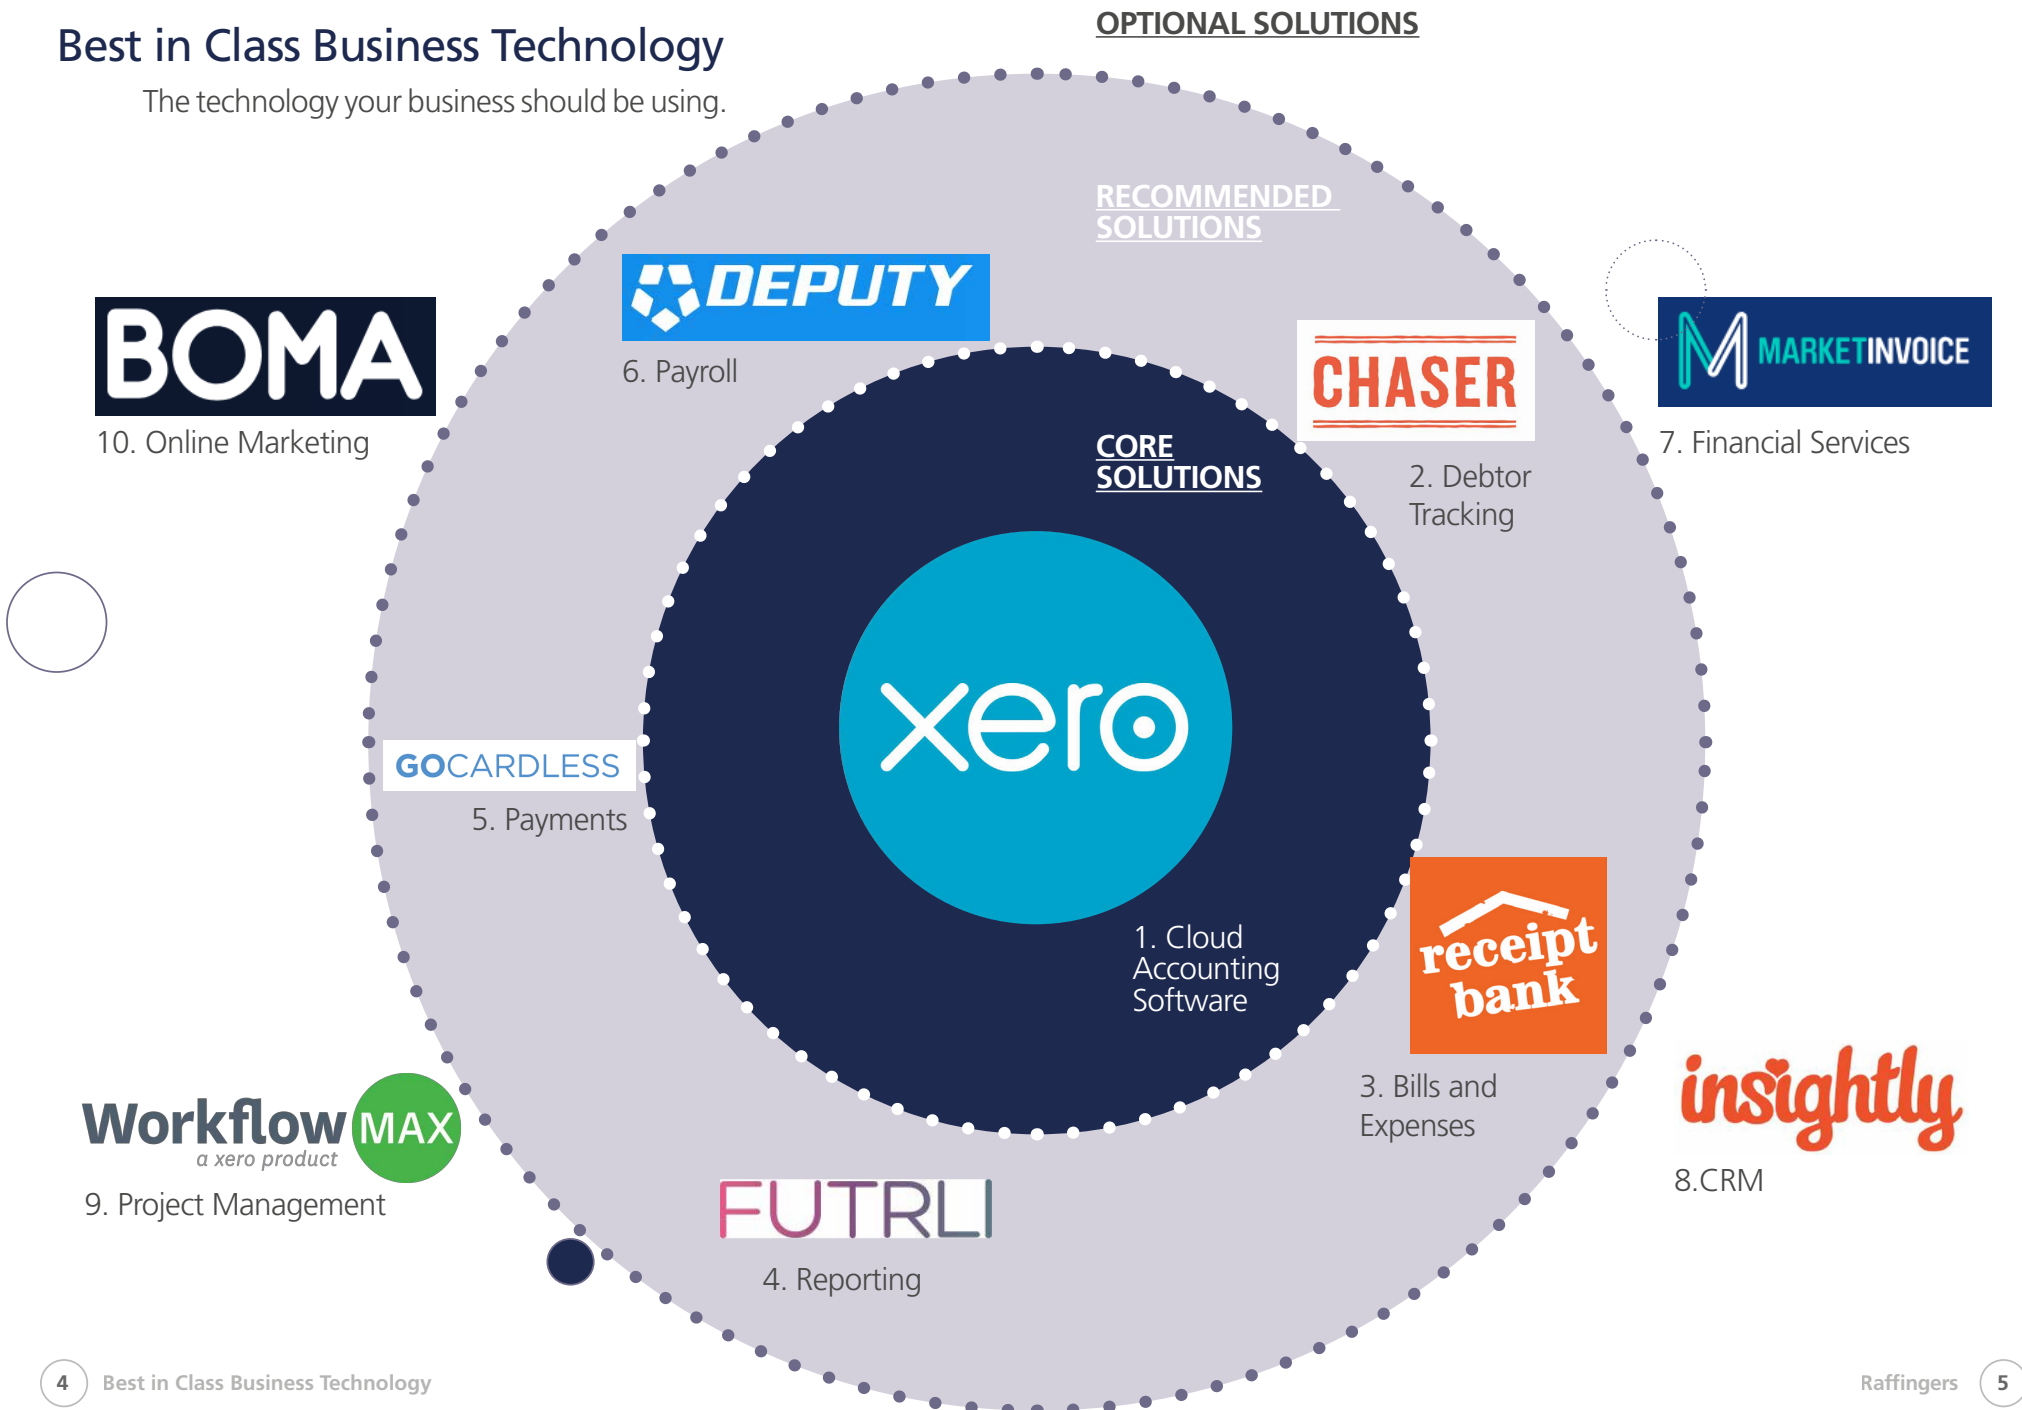 Best in Class Business Technology
The technology your business should be using.
OPTIONAL SOLUTIONS
RECOMMENDED
SOLUTIONS
DEPUTY
6. Payroll
BOMA
10. Online Marketing
CHASER
2. Debtor
Tracking
MARKETINVOICE
7. Financial Services
CORE
SOLUTIONS
xero
1. Cloud
Accounting
Software
GOCARDLESS
5. Payments
receipt
bank
3. Bills and
Expenses
insightly
8.CRM
Workflow MAX
a xero product
9. Project Management
FUTRLI
4. Reporting
4 Best in Class Business Technology
Raffingers 5